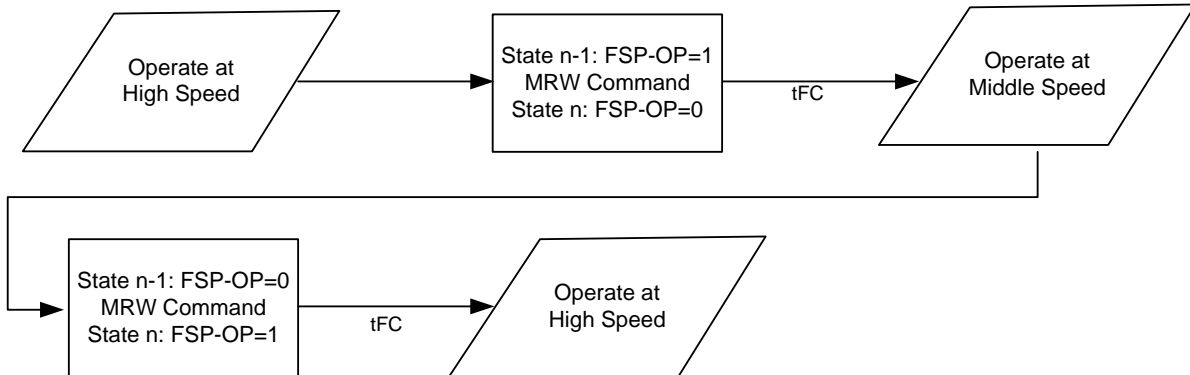 Operate at
High Speed
State n-1: FSP-OP=1
MRW Command
State n: FSP-OP=0
tFC
Operate at
Middle Speed
State n-1: FSP-OP=0
MRW Command
State n: FSP-OP=1
tFC
Operate at
High Speed